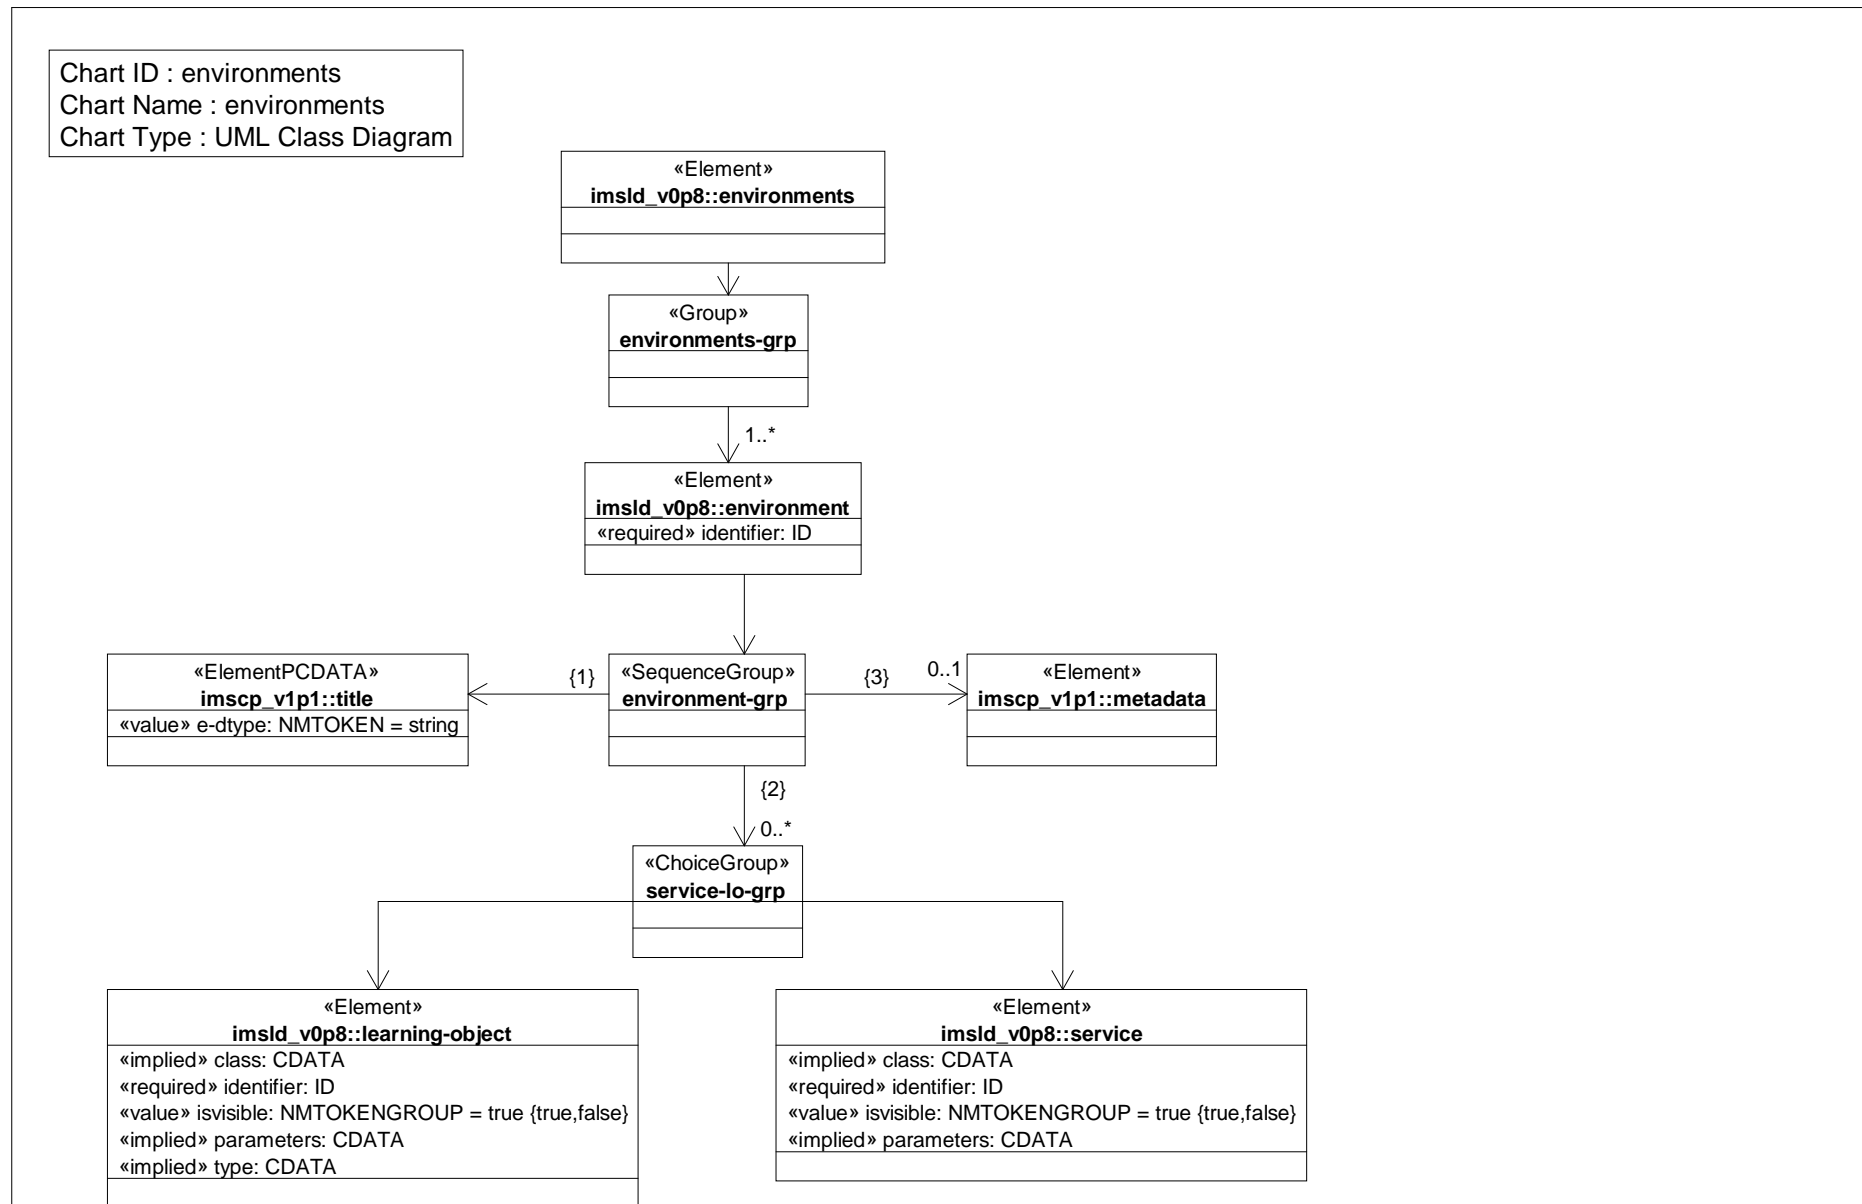 Chart ID : environments
Chart Name : environments
Chart Type : UML Class Diagram
«Element»
imsld_v0p8::environments
«Group»
environments-grp
1..*
«Element»
imsld_v0p8::environment
«required» identifier: ID
«ElementPCDATA»
imscp_v1p1::title
«value» e-dtype: NMTOKEN = string
{1}
«SequenceGroup»
environment-grp
{3}
0..1
«Element»
imscp_v1p1::metadata
{2}
0..*
«ChoiceGroup»
service-lo-grp
«Element»
imsld_v0p8::learning-object
«implied» class: CDATA
«required» identifier: ID
«value» isvisible: NMTOKENGROUP = true {true,false}
«implied» parameters: CDATA
«implied» type: CDATA
«Element»
imsld_v0p8::service
«implied» class: CDATA
«required» identifier: ID
«value» isvisible: NMTOKENGROUP = true {true,false}
«implied» parameters: CDATA